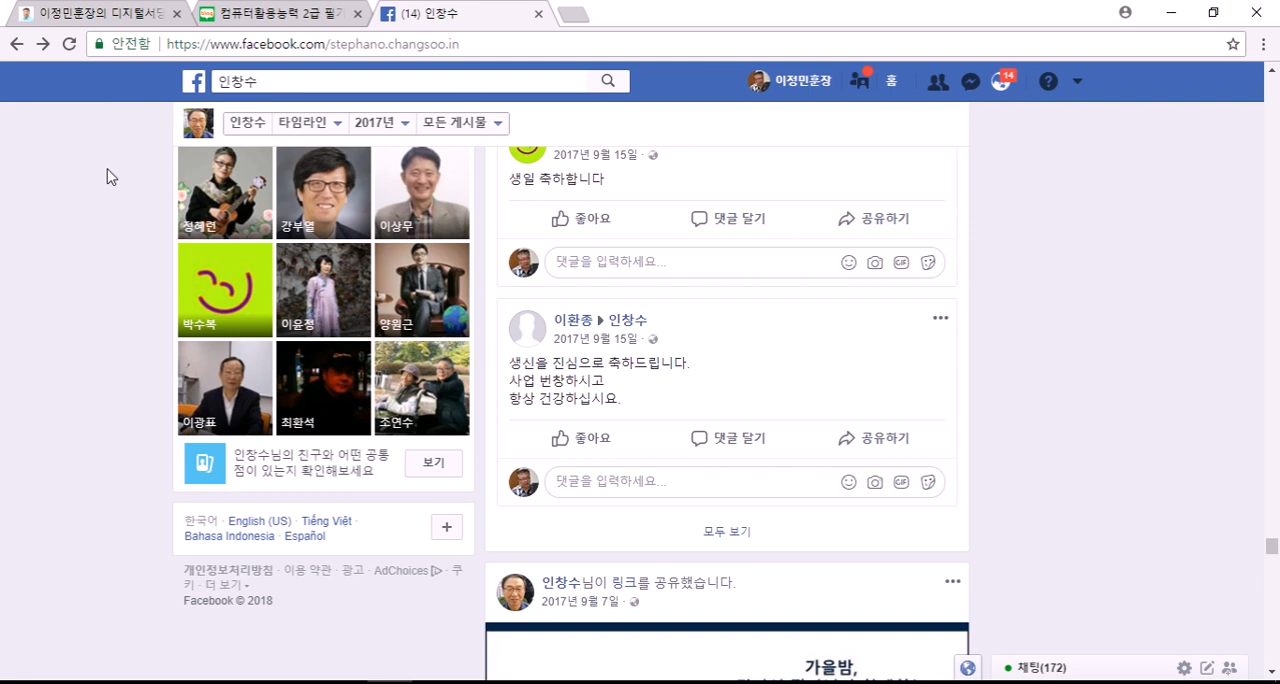 이정민훈장의 디지털서당
컴퓨터활용능력 2급 필기
(14) 인창수
안전함
https://www.facebook.com/stephano.changsoo.in
인창수
이정민훈장
홈
14
인창수
타임라인
2017년
모든 게시물
정혜련
강부열
이상무
박수복
이윤정
양원근
이광표
최환석
조연수
인창수님의 친구와 어떤 공통
점이 있는지 확인해보세요
보기
한국어 · English (US) · Tiếng Việt ·
Bahasa Indonesia · Español
개인정보처리방침 · 이용 약관 · 광고 · AdChoices · 쿠
키 · 더 보기
Facebook © 2018
2017년 9월 15일 ·
생일 축하합니다
좋아요
댓글 달기
공유하기
댓글을 입력하세요...
GIF
이환종 ▶ 인창수
2017년 9월 15일 ·
생신을 진심으로 축하드립니다.
사업 번창하시고
항상 건강하십시요.
좋아요
댓글 달기
공유하기
댓글을 입력하세요...
GIF
모두 보기
인창수님이 링크를 공유했습니다.
2017년 9월 7일 ·
가을밤,
채팅(172)